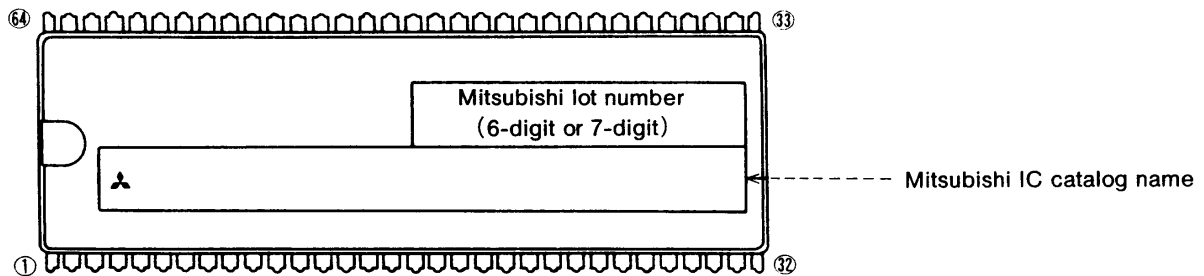 64 33
Mitsubishi lot number
(6-digit or 7-digit)
Mitsubishi IC catalog name
1 32